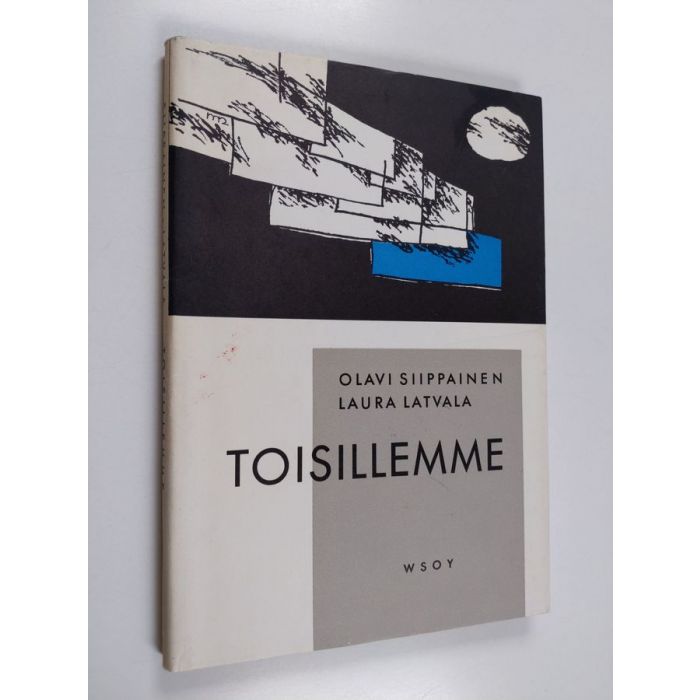 OLAVI SIIPPAINEN
LAURA LATVALA
TOISILLEMME
WSOY